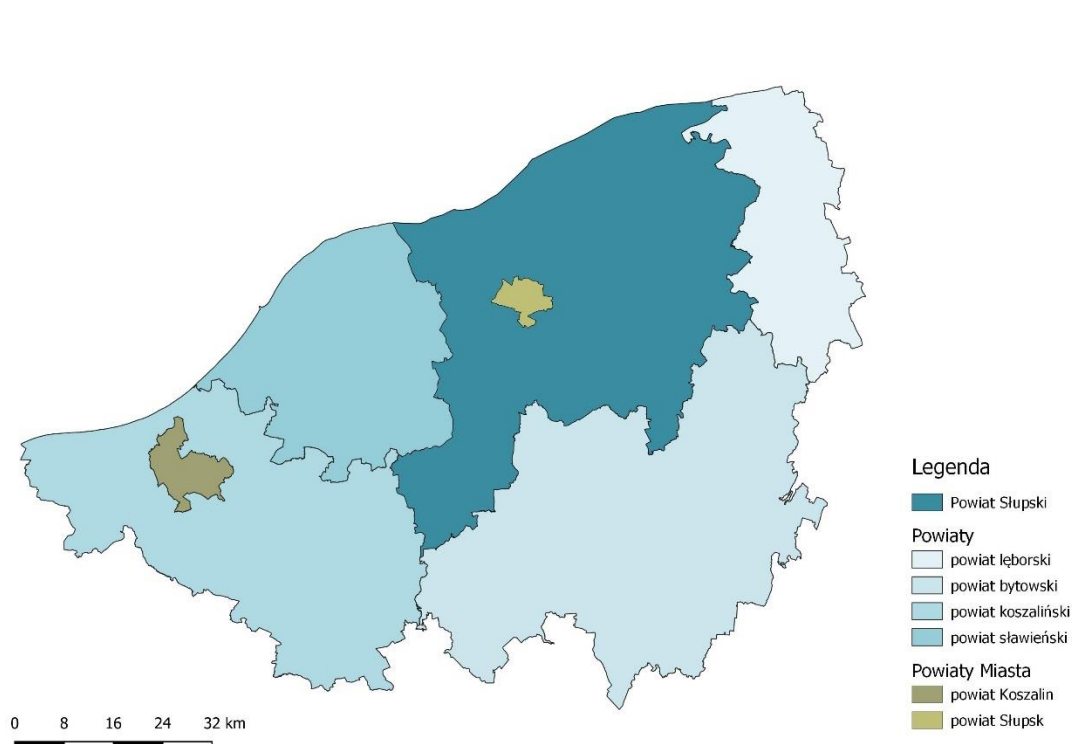 Legenda
Powiat Słupski
Powiaty
powiat lęborski
powiat bytowski
powiat koszaliński
powiat sławieński
Powiaty Miasta
powiat Koszalin
powiat Słupsk
0 8 16 24 32 km